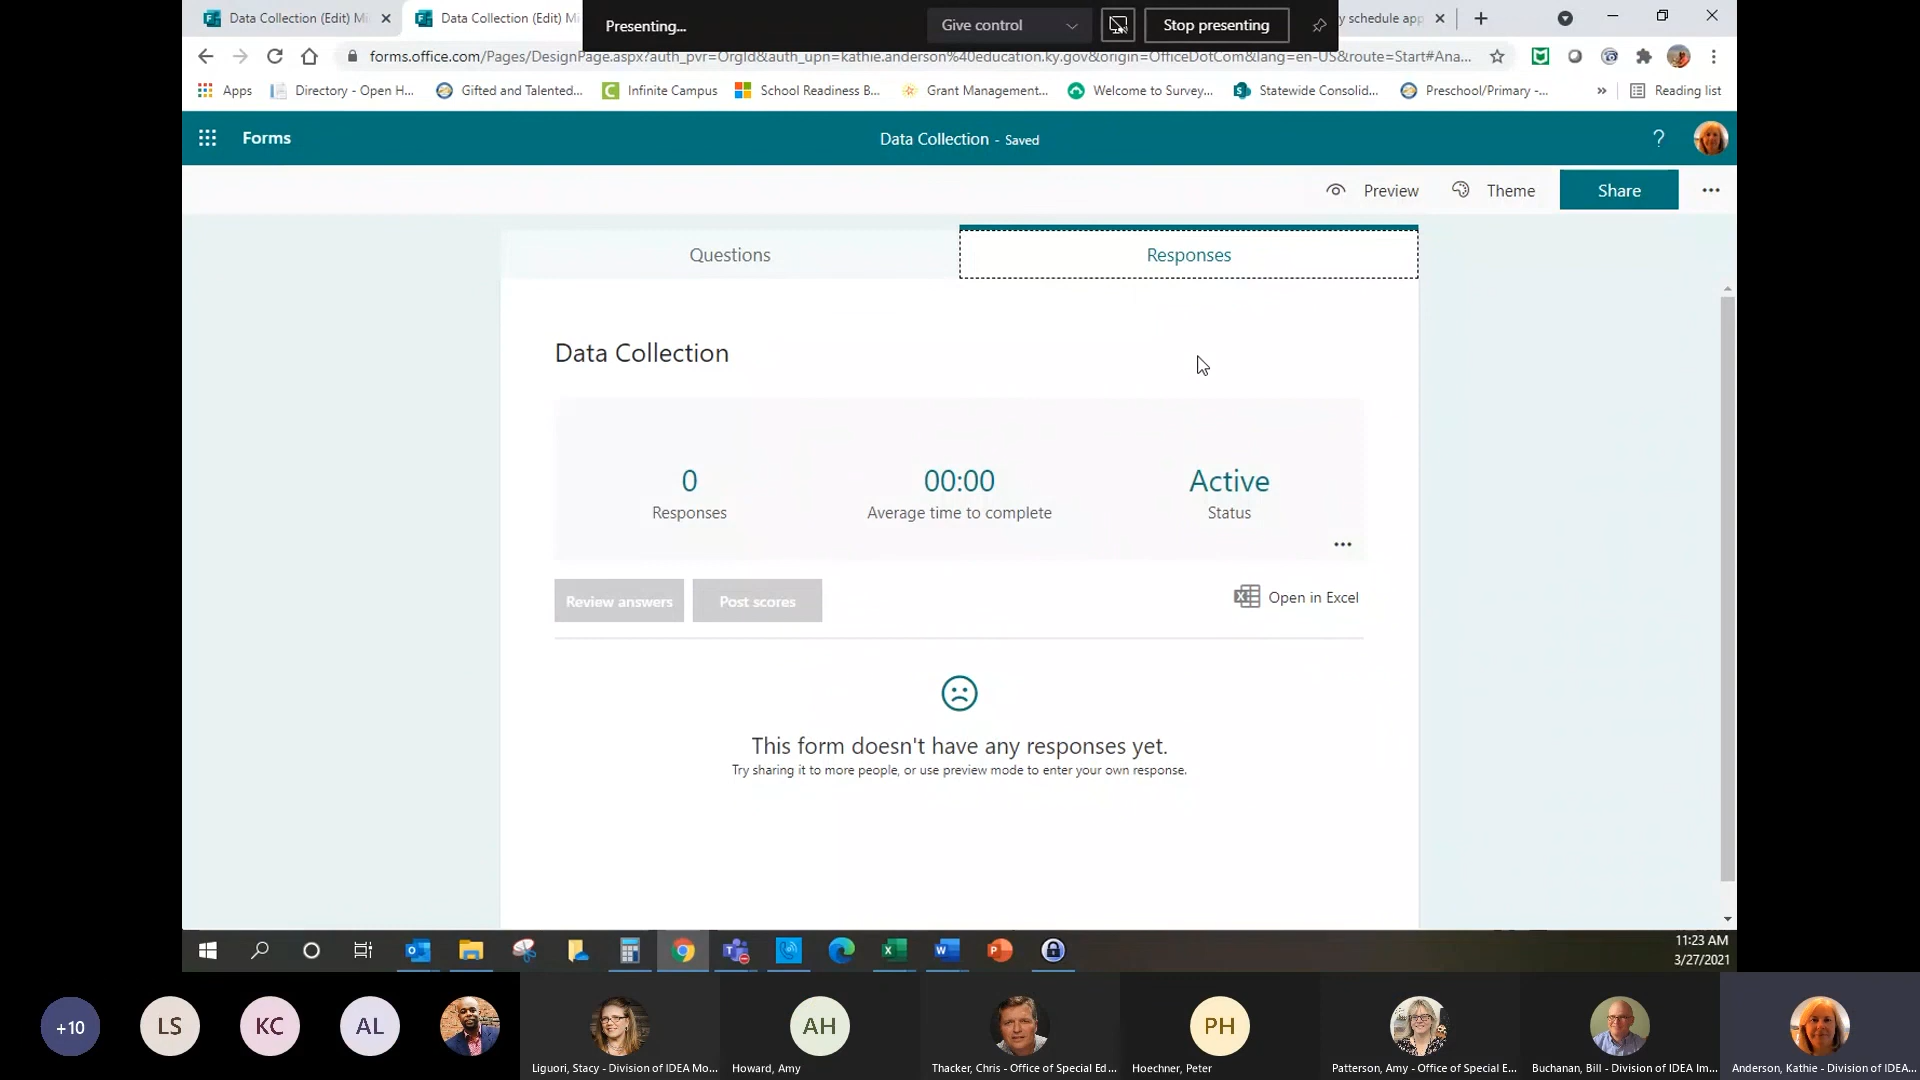 Data Collection (Edit) Mi
Data Collection (Edit) Mi
Presenting...
Give control
Stop presenting
y schedule app
forms.office.com/Pages/DesignPage.aspx?auth_pvr=OrgId&auth_upn=kathie.anderson%40education.ky.gov&origin=OfficeDotCom&lang=en-US&route=Start#Ana...
Apps
Directory - Open H...
Gifted and Talented...
Infinite Campus
School Readiness B...
Grant Management...
Welcome to Survey...
Statewide Consolid...
Preschool/Primary -...
»
Reading list
Forms
Data Collection - Saved
?
Preview
Theme
Share
Questions
Responses
Data Collection
0
Responses
00:00
Average time to complete
Active
Status
Review answers
Post scores
Open in Excel
This form doesn't have any responses yet.
Try sharing it to more people, or use preview mode to enter your own response.
11:23 AM
3/27/2021
+10
LS
KC
AL
AH
PH
Liguori, Stacy - Division of IDEA Mo...
Howard, Amy
Thacker, Chris - Office of Special Ed...
Hoechner, Peter
Patterson, Amy - Office of Special E...
Buchanan, Bill - Division of IDEA Im...
Anderson, Kathie - Division of IDEA...